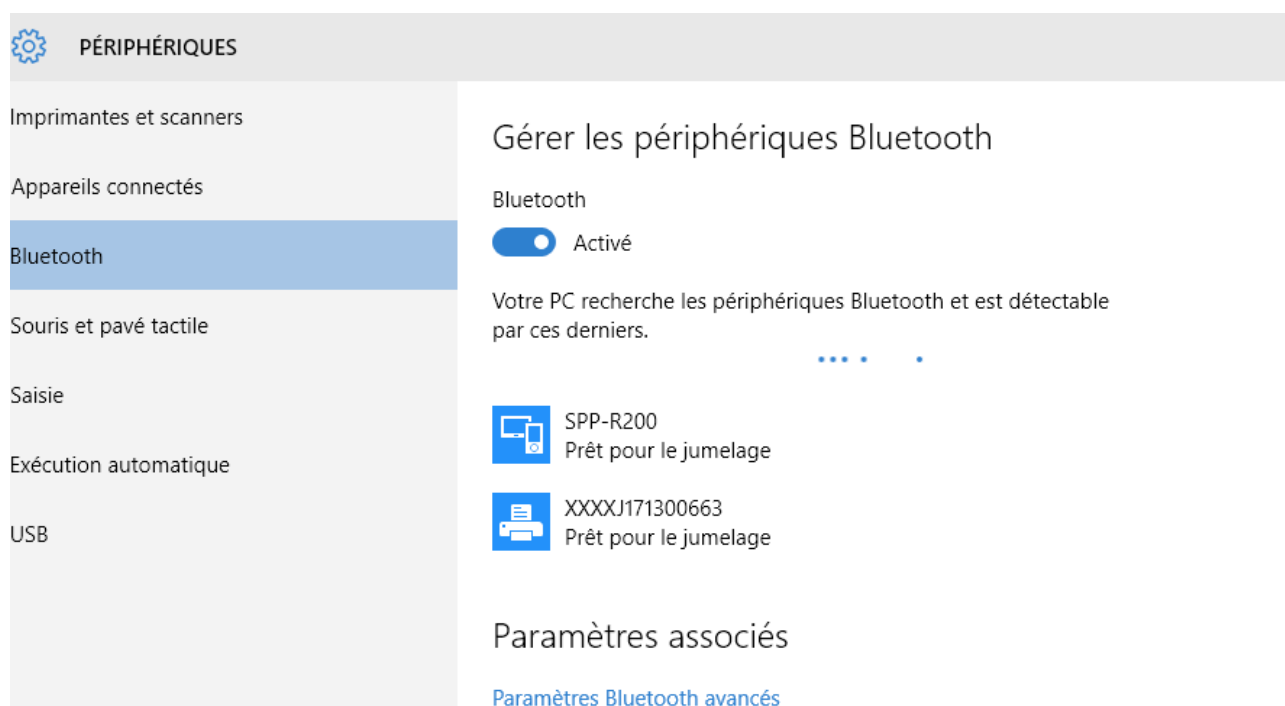 PÉRIPHÉRIQUES
Imprimantes et scanners
Appareils connectés
Bluetooth
Souris et pavé tactile
Saisie
Exécution automatique
USB
Gérer les périphériques Bluetooth
Bluetooth
Activé
Votre PC recherche les périphériques Bluetooth et est détectable
par ces derniers.
SPP-R200
Prêt pour le jumelage
XXXXJ171300663
Prêt pour le jumelage
Paramètres associés
Paramètres Bluetooth avancés